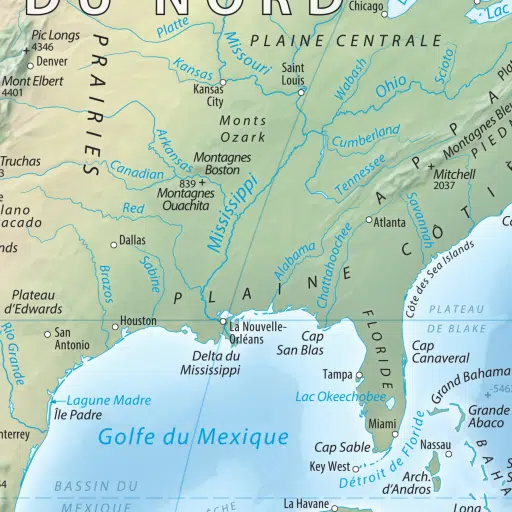 DU NORD
Chicago
Lac
Pic Longs
4346
Denver
Mont Elbert
4401
PRAIRIES
Platte
Missouri
Kansas
Kansas
City
PLAINE CENTRALE
Saint
Louis
Wabash
Ohio
Scioto
Monts
Ozark
Arkansas
Montagnes
Boston
839
Montagnes
Ouachita
Mississippi
Cumberland
Tennessee
Montagnes Bleu
PIED
Mitchell
2037
Truchas
Canadian
Red
Dallas
Atlanta
Savannah
Alabama
Chattahoochee
Brazos
Sabine
PLAINE CÔTI
Côte des Sea Islands
Plateau
d'Edwards
Houston
San
Antonio
Rio Grande
La Nouvelle-
Orléans
Delta du
Mississippi
Cap
San Blas
FLORIDE
PLATEAU
DE BLAKE
Cap
Canaveral
Lagune Madre
Île Padre
Tampa
Lac Okeechobee
Grand Bahama
Grande
Abaco
Golfe du Mexique
Miami
Cap Sable
Key West
Détroit de Floride
Nassau
Arch.
d'Andros
BAHA
BASSIN DU
MEXIQUE
La Havane
Long